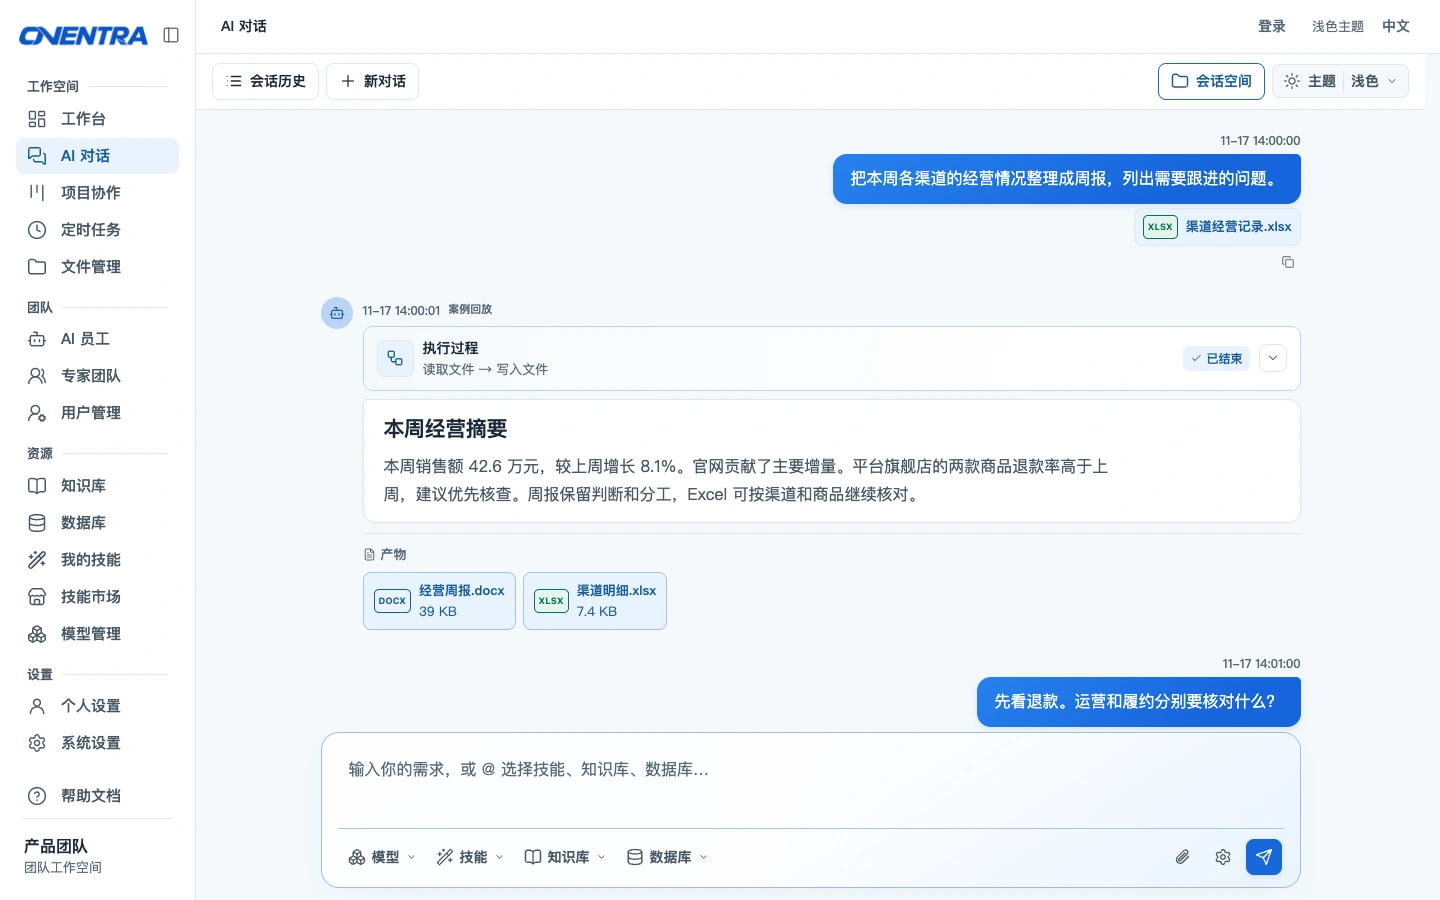 ONENTRA
工作空间
工作台
AI 对话
项目协作
定时任务
文件管理
团队
AI 员工
专家团队
用户管理
资源
知识库
数据库
我的技能
技能市场
模型管理
设置
个人设置
系统设置
帮助文档
产品团队
团队工作空间
AI 对话
登录
浅色主题
中文
会话历史
新对话
会话空间
主题
浅色
11-17 14:00:00
把本周各渠道的经营情况整理成周报，列出需要跟进的问题。
XLSX 渠道经营记录.xlsx
11-17 14:00:01 案例回放
执行过程
读取文件 → 写入文件
已结束
本周经营摘要
本周销售额 42.6 万元，较上周增长 8.1%。官网贡献了主要增量。平台旗舰店的两款商品退款率高于上
周，建议优先核查。周报保留判断和分工，Excel 可按渠道和商品继续核对。
产物
DOCX 经营周报.docx
39 KB
XLSX 渠道明细.xlsx
7.4 KB
11-17 14:01:00
先看退款。运营和履约分别要核对什么？
输入你的需求，或 @ 选择技能、知识库、数据库...
模型
技能
知识库
数据库